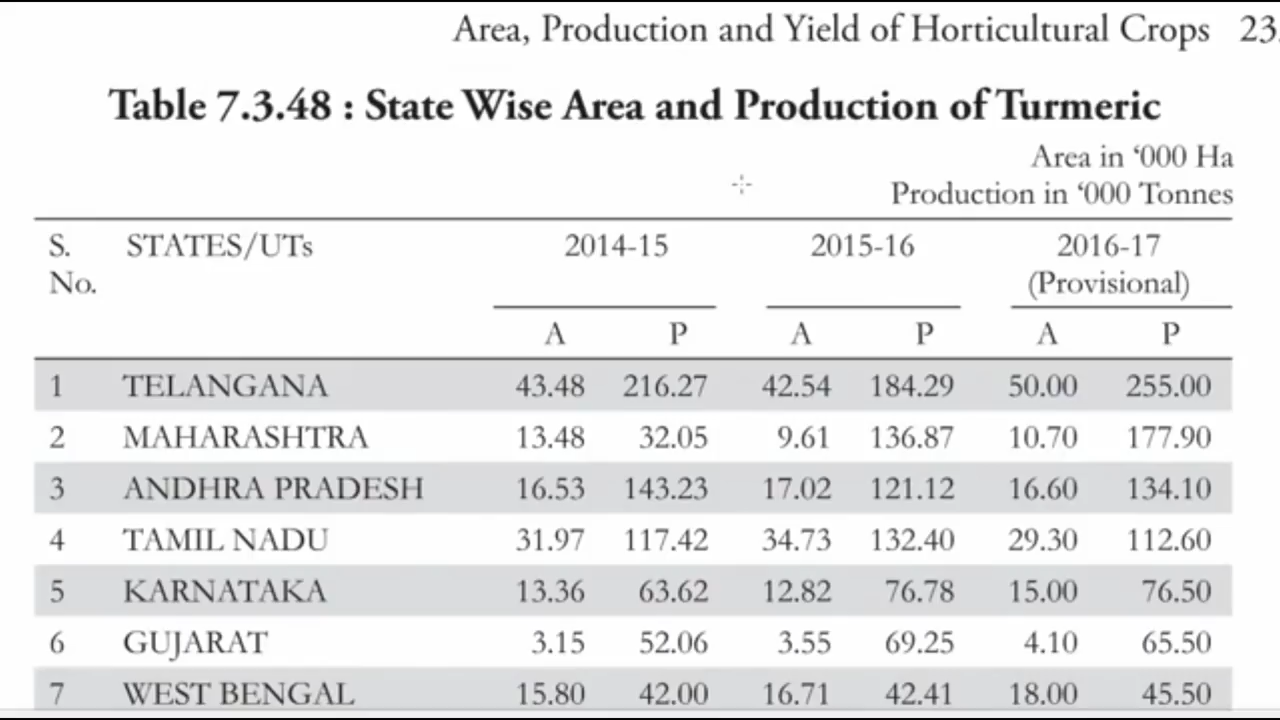 Area, Production and Yield of Horticultural Crops 23
Table 7.3.48 : State Wise Area and Production of Turmeric
Area in ‘000 Ha
Production in ‘000 Tonnes
S. No. STATES/UTs 2014-15 2015-16 2016-17 (Provisional)
A P A P A P
1 TELANGANA 43.48 216.27 42.54 184.29 50.00 255.00
2 MAHARASHTRA 13.48 32.05 9.61 136.87 10.70 177.90
3 ANDHRA PRADESH 16.53 143.23 17.02 121.12 16.60 134.10
4 TAMIL NADU 31.97 117.42 34.73 132.40 29.30 112.60
5 KARNATAKA 13.36 63.62 12.82 76.78 15.00 76.50
6 GUJARAT 3.15 52.06 3.55 69.25 4.10 65.50
7 WEST BENGAL 15.80 42.00 16.71 42.41 18.00 45.50